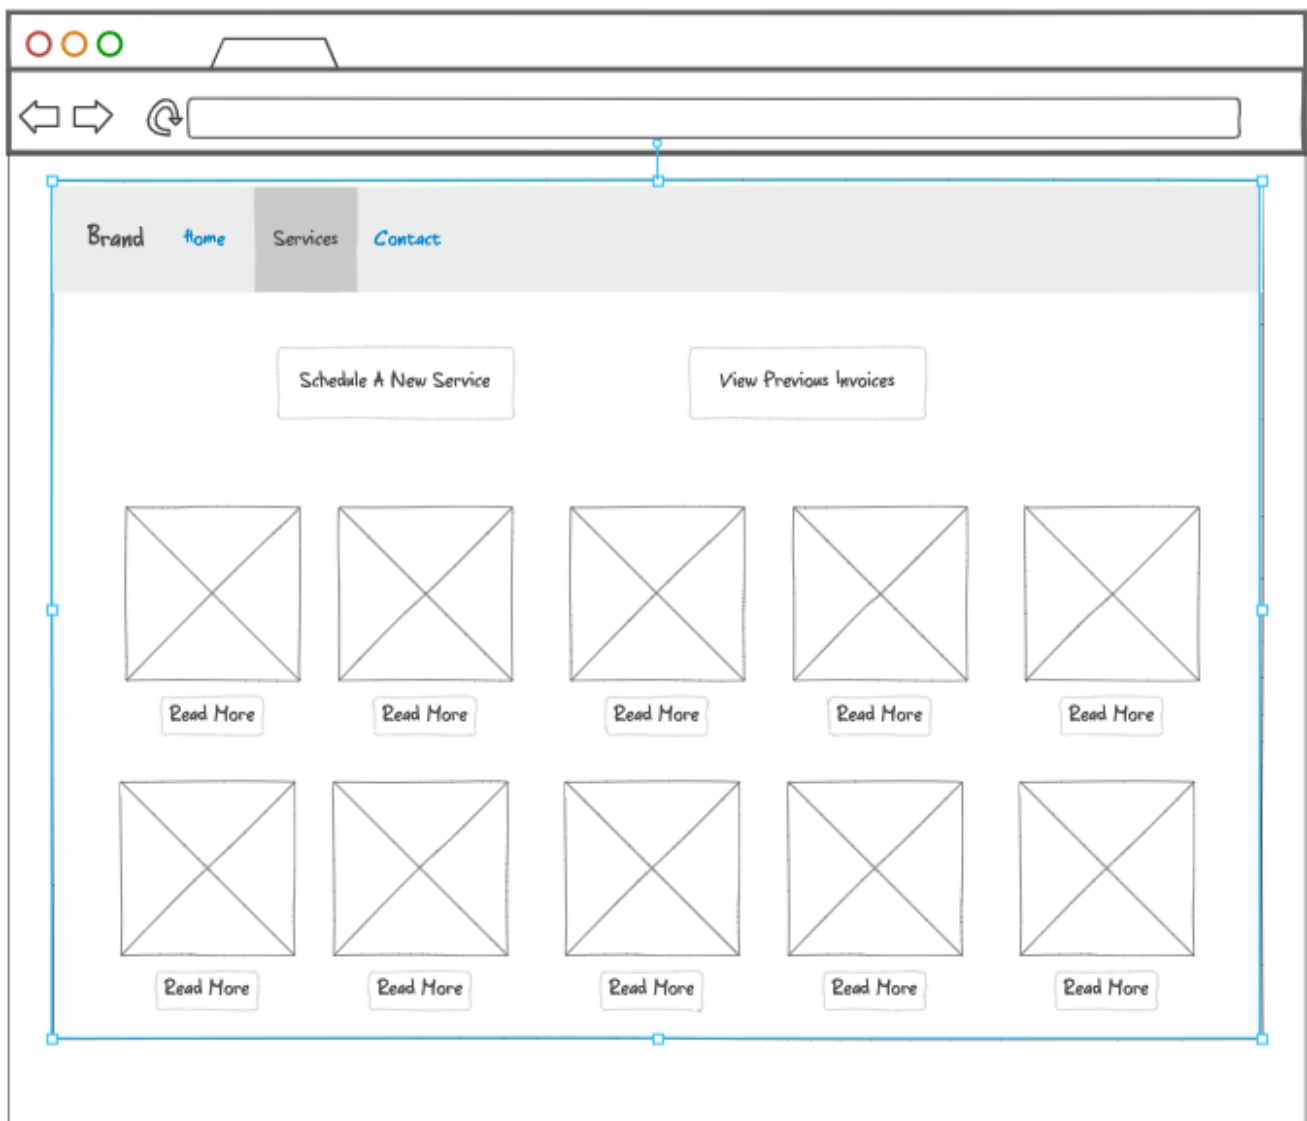 Brand Home Services Contact
Schedule A New Service View Previous Invoices
Read More Read More Read More Read More Read More
Read More Read More Read More Read More Read More